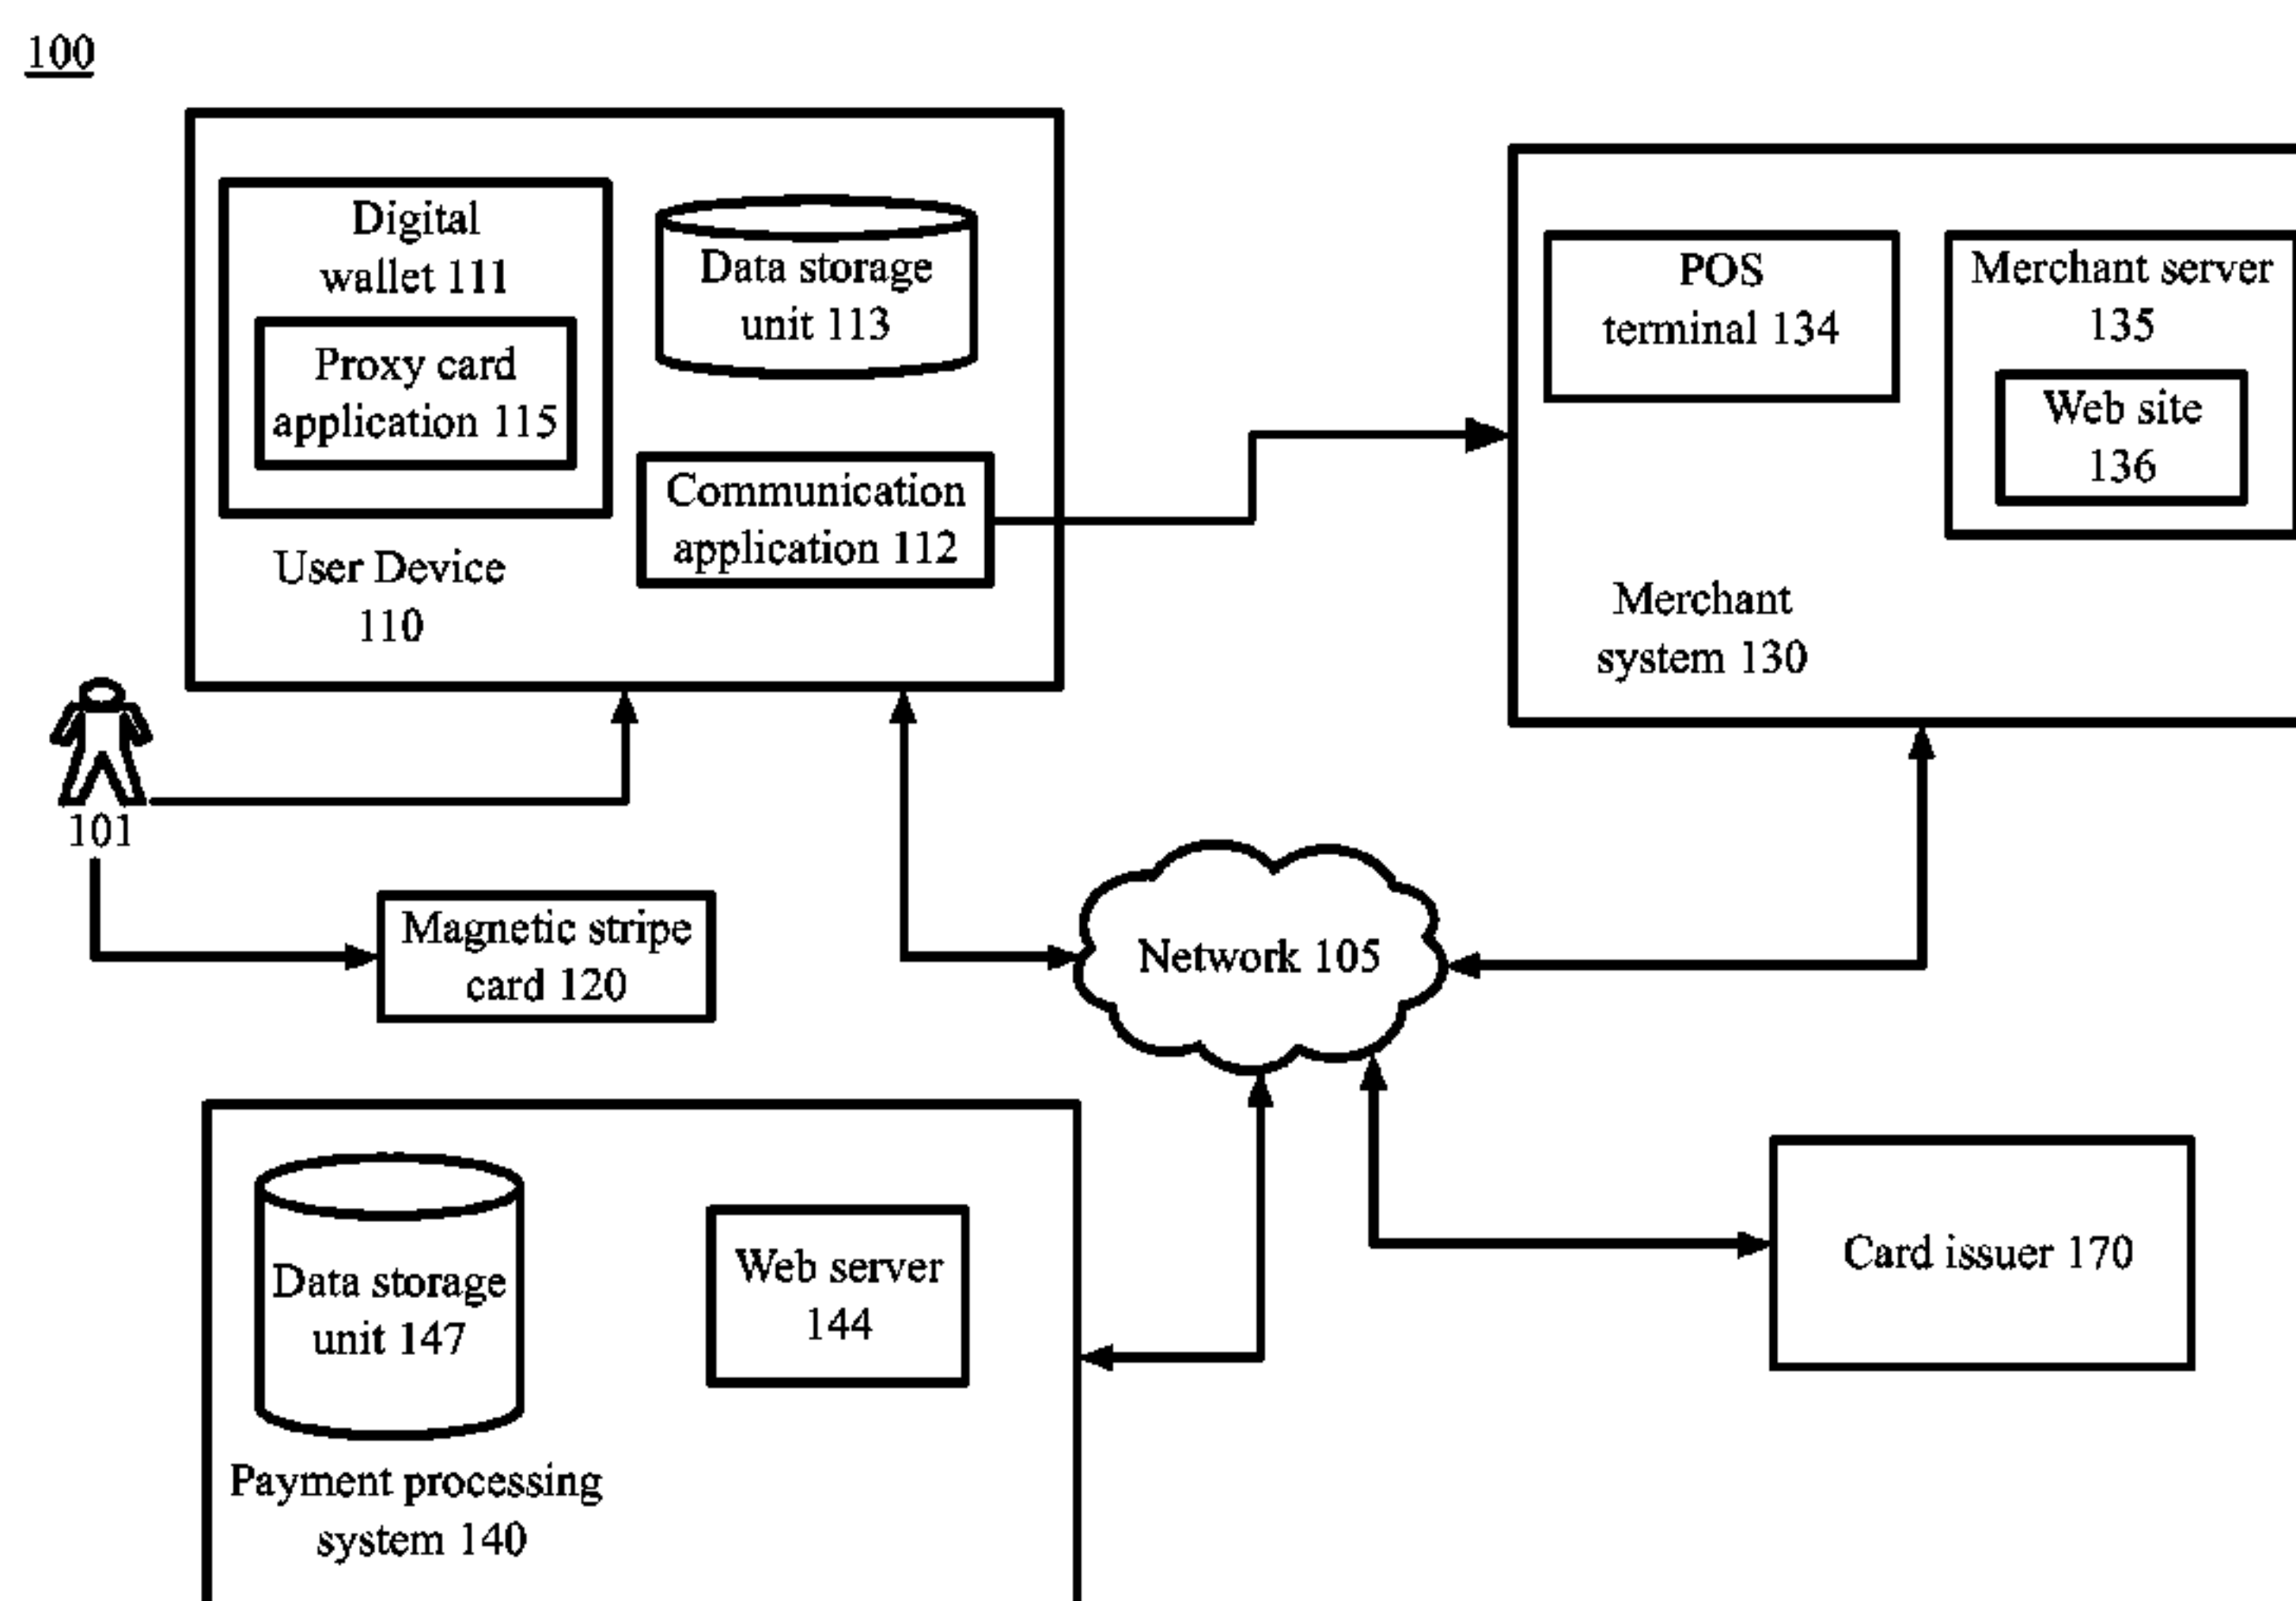 100
Digital
wallet 111
Proxy card
application 115
Data storage
unit 113
Communication
application 112
User Device
110
POS
terminal 134
Merchant server
135
Web site
136
Merchant
system 130
101
Magnetic stripe
card 120
Network 105
Data storage
unit 147
Web server
144
Payment processing
system 140
Card issuer 170